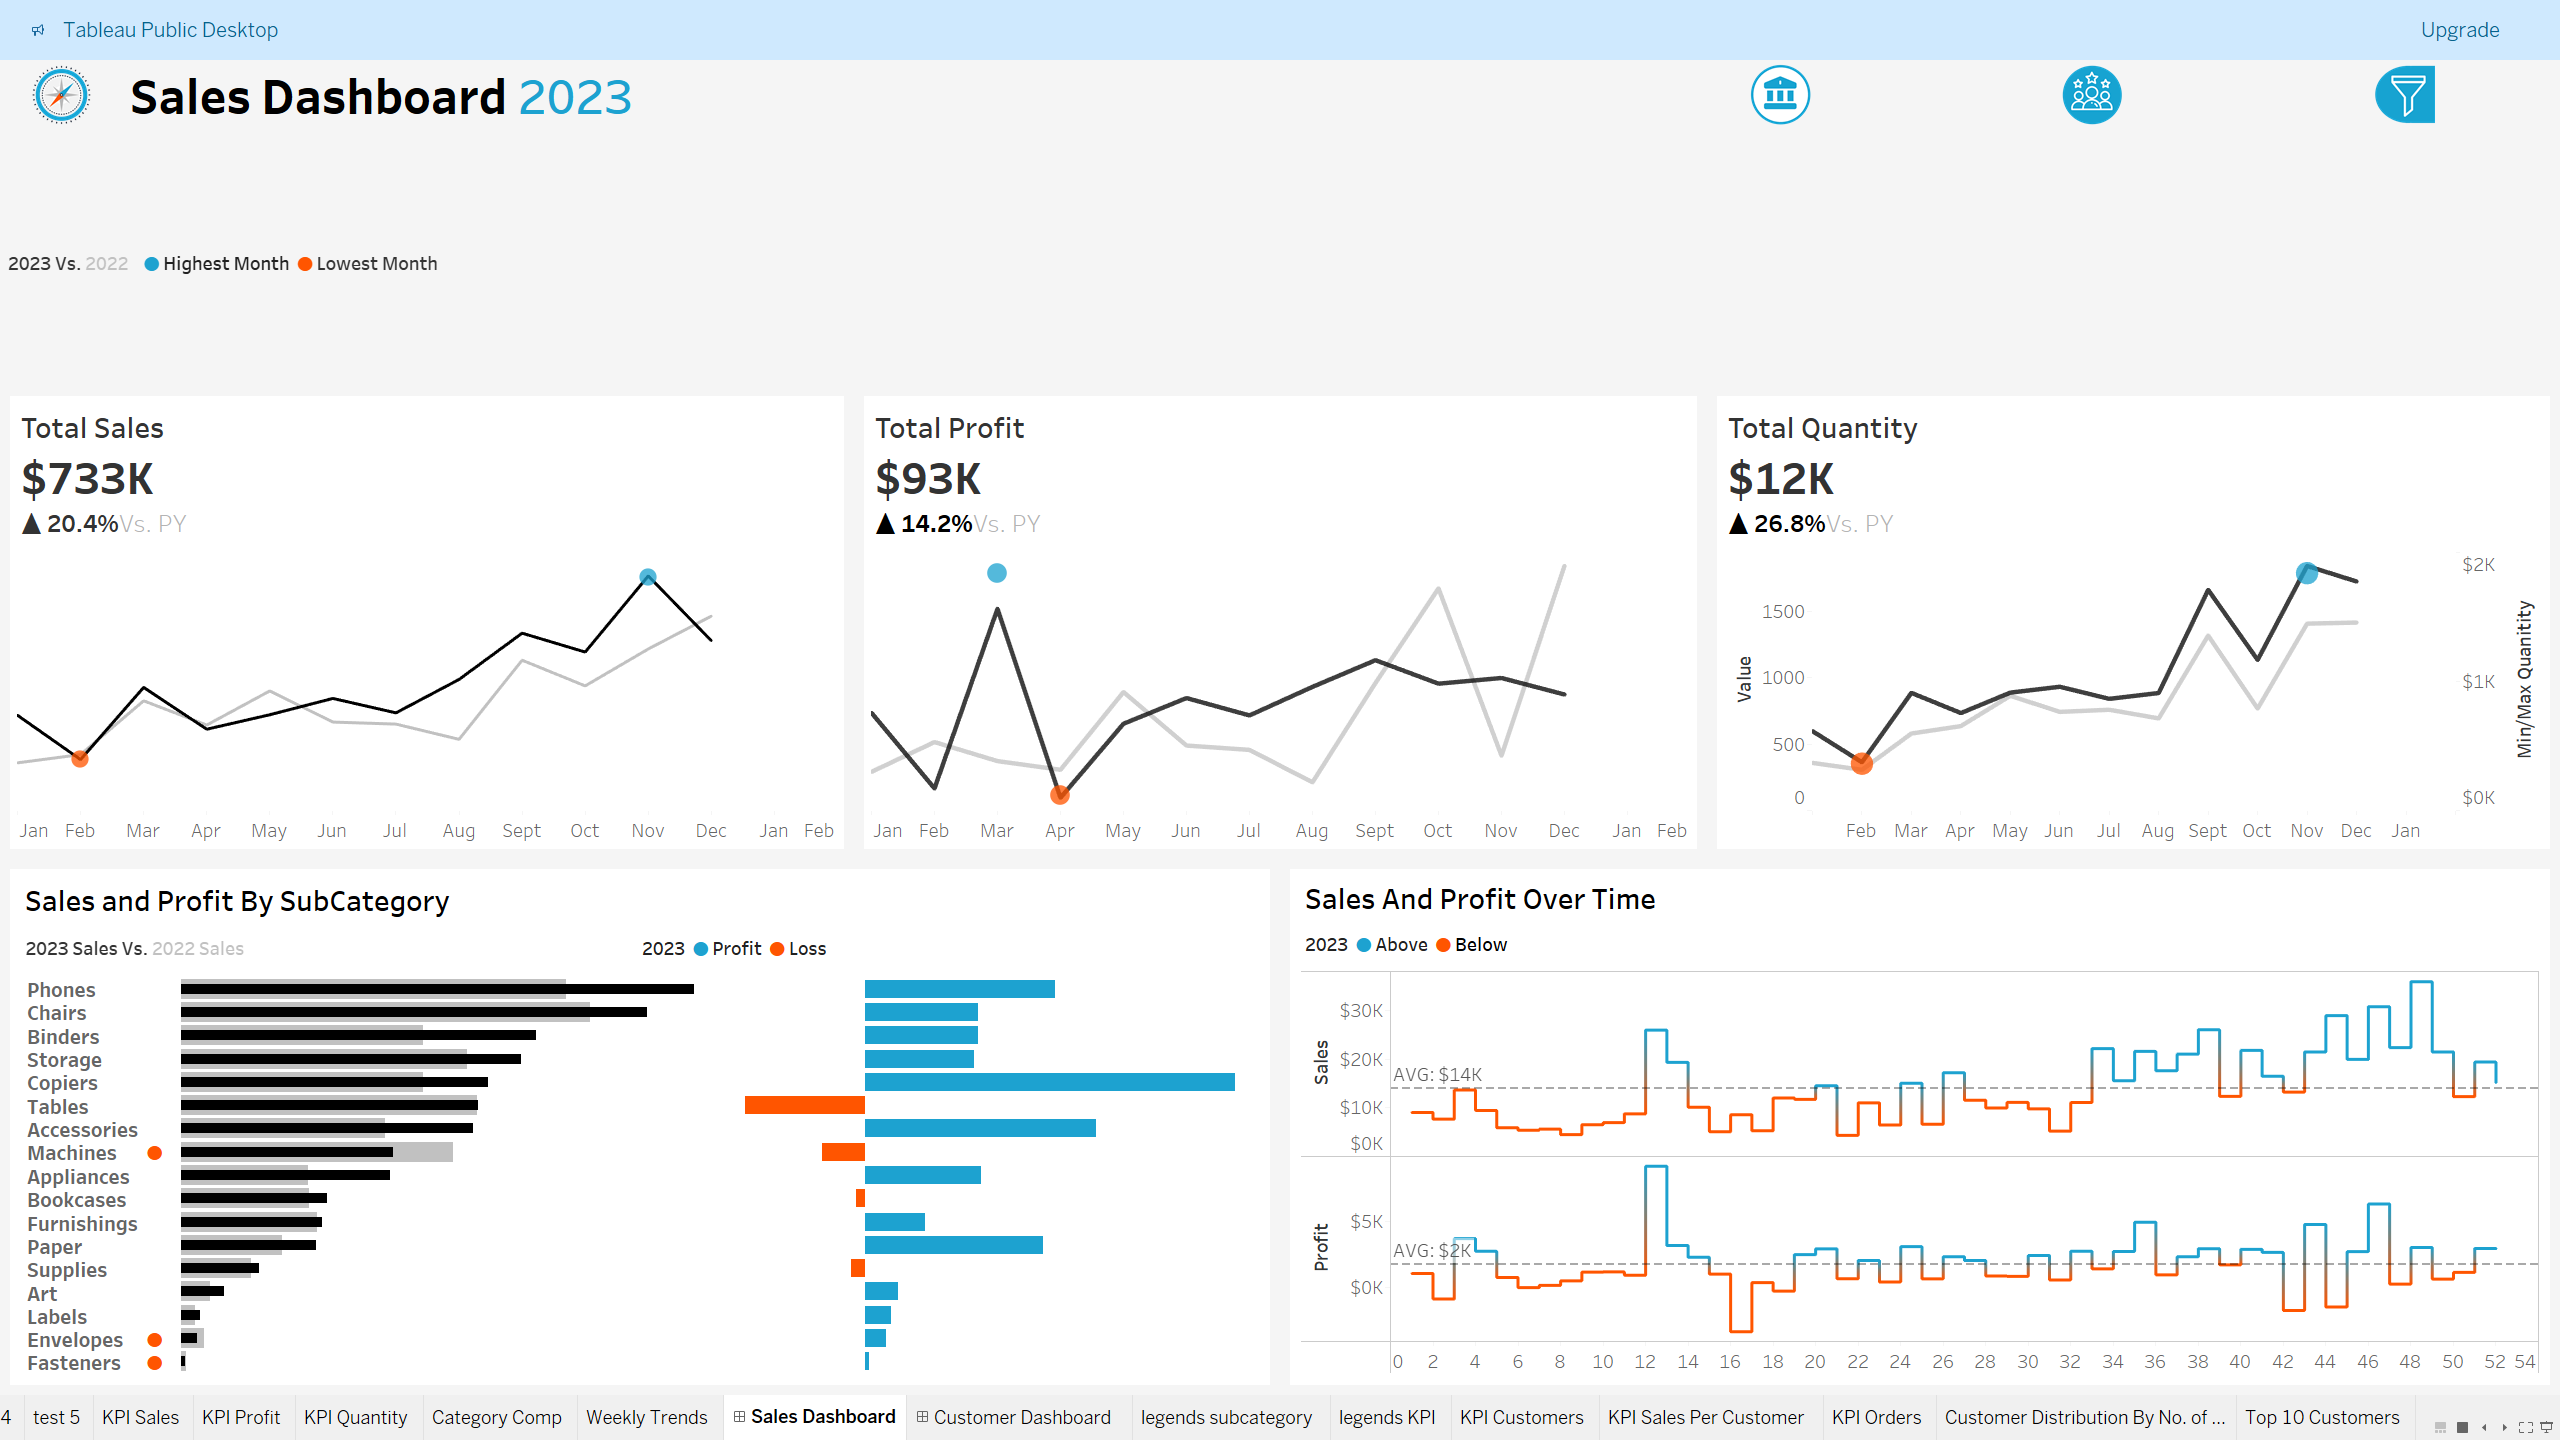 Tableau Public Desktop
Upgrade
Sales Dashboard 2023
2023 Vs. 2022 Highest Month Lowest Month
Total Sales
$733K
▲ 20.4%Vs. PY
Jan Feb Mar Apr May Jun Jul Aug Sept Oct Nov Dec Jan Feb
Total Profit
$93K
▲ 14.2%Vs. PY
Jan Feb Mar Apr May Jun Jul Aug Sept Oct Nov Dec Jan Feb
Total Quantity
$12K
▲ 26.8%Vs. PY
Value
1500
1000
500
0
$2K
$1K
$0K
Min/Max Quanitity
Feb Mar Apr May Jun Jul Aug Sept Oct Nov Dec Jan
Sales and Profit By SubCategory
2023 Sales Vs. 2022 Sales
2023 Profit Loss
Phones
Chairs
Binders
Storage
Copiers
Tables
Accessories
Machines
Appliances
Bookcases
Furnishings
Paper
Supplies
Art
Labels
Envelopes
Fasteners
Sales And Profit Over Time
2023 Above Below
Sales
$30K
$20K
$10K
$0K
AVG: $14K
Profit
$5K
$0K
AVG: $2K
0 2 4 6 8 10 12 14 16 18 20 22 24 26 28 30 32 34 36 38 40 42 44 46 48 50 52 54
4 test 5 KPI Sales KPI Profit KPI Quantity Category Comp Weekly Trends Sales Dashboard Customer Dashboard legends subcategory legends KPI KPI Customers KPI Sales Per Customer KPI Orders Customer Distribution By No. of ... Top 10 Customers